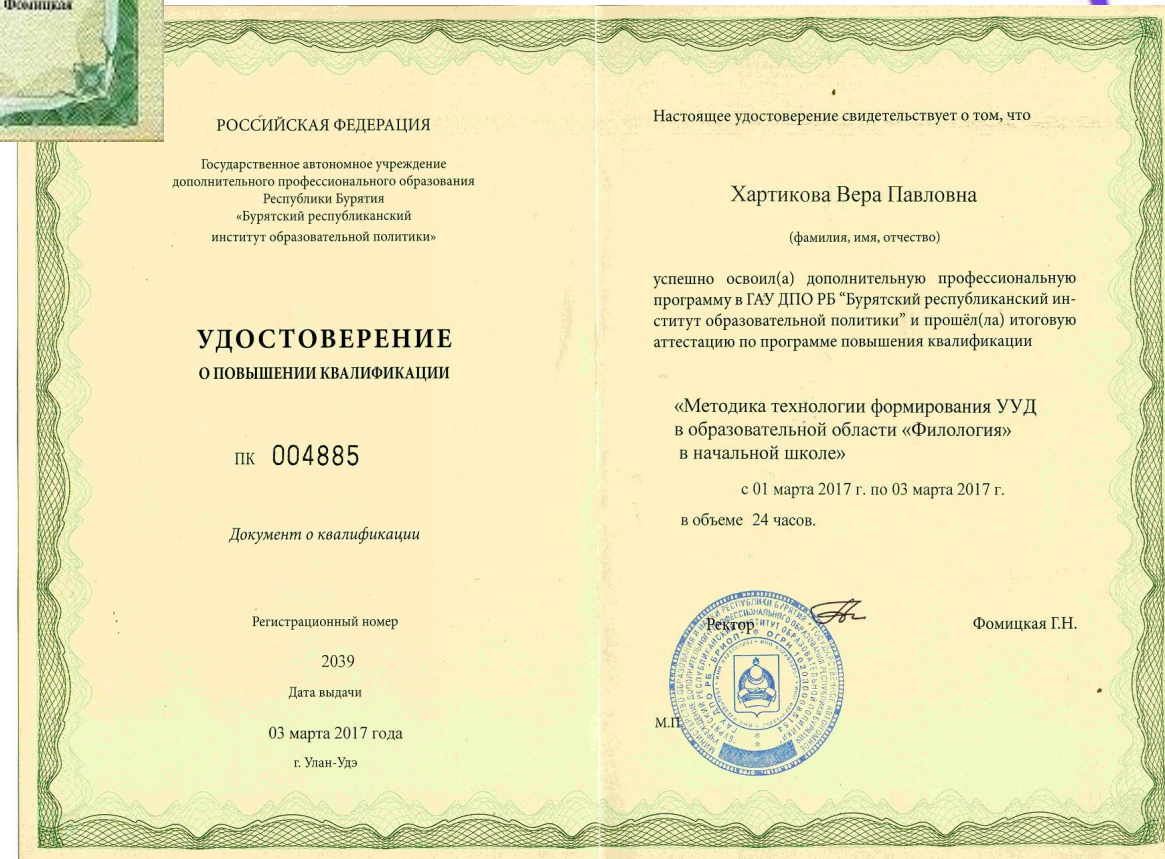 Фомицкая
РОССИЙСКАЯ ФЕДЕРАЦИЯ
Государственное автономное учреждение
дополнительного профессионального образования
Республики Бурятия
«Бурятский республиканский
институт образовательной политики»
УДОСТОВЕРЕНИЕ
О ПОВЫШЕНИИ КВАЛИФИКАЦИИ
ПК 004885
Документ о квалификации
Регистрационный номер
2039
Дата выдачи
03 марта 2017 года
г. Улан-Удэ
Настоящее удостоверение свидетельствует о том, что
Хартикова Вера Павловна
(фамилия, имя, отчество)
успешно освоил(а) дополнительную профессиональную
программу в ГАУ ДПО РБ “Бурятский республиканский ин-
ститут образовательной политики” и прошёл(ла) итоговую
аттестацию по программе повышения квалификации
«Методика технологии формирования УУД
в образовательной области «Филология»
в начальной школе»
с 01 марта 2017 г. по 03 марта 2017 г.
в объеме 24 часов.
Ректор
Фомицкая Г.Н.
М.П.